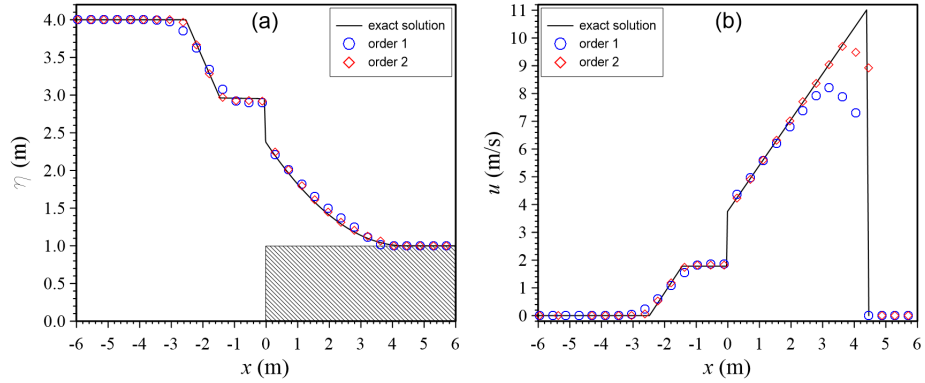 (a)
exact solution
order 1
order 2
4.0
3.5
3.0
2.5
2.0
1.5
1.0
0.5
0.0
η (m)
-6 -5 -4 -3 -2 -1 0 1 2 3 4 5 6
x (m)
(b)
exact solution
order 1
order 2
11
10
9
8
7
6
5
4
3
2
1
0
u (m/s)
-6 -5 -4 -3 -2 -1 0 1 2 3 4 5 6
x (m)